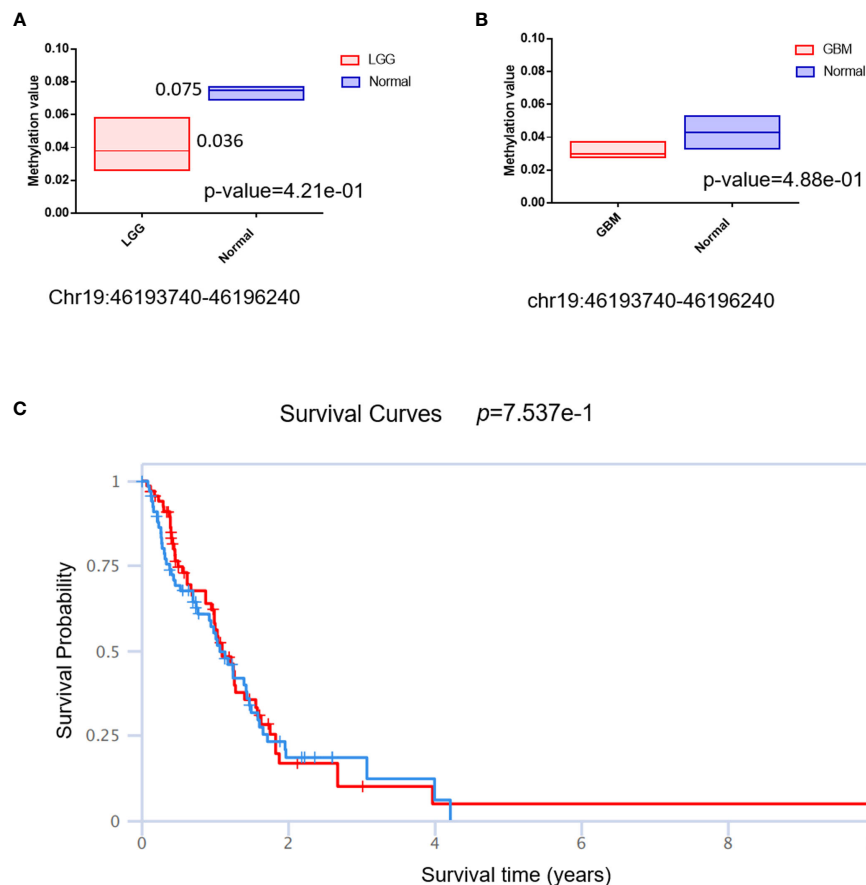 A
0.10
0.08
0.06
0.04
0.02
0.00
Methylation value
0.075
0.036
LGG
Normal
p-value=4.21e-01
LGG
Normal
Chr19:46193740-46196240
B
0.10
0.08
0.06
0.04
0.02
0.00
Methylation value
GBM
Normal
p-value=4.88e-01
GBM
Normal
chr19:46193740-46196240
C
Survival Curves p=7.537e-1
1
0.75
0.5
0.25
0
Survival Probability
0 2 4 6 8
Survival time (years)